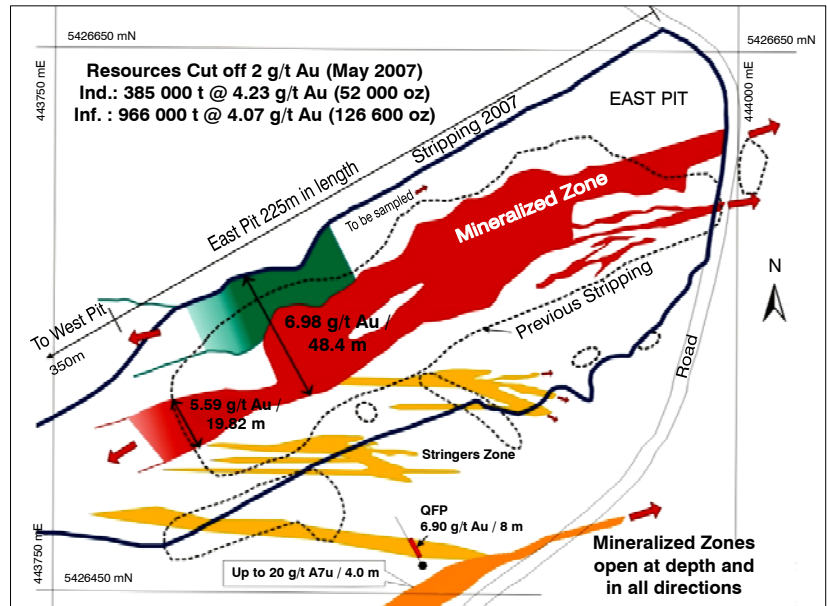 5426650 mN
5426650 mN
443750 mE
444000 mE
Resources Cut off 2 g/t Au (May 2007)
Ind.: 385 000 t @ 4.23 g/t Au (52 000 oz)
Inf. : 966 000 t @ 4.07 g/t Au (126 600 oz)
EAST PIT
Stripping 2007
East Pit 225m in length
To be sampled
Mineralized Zone
N
Previous Stripping
To West Pit
350m
6.98 g/t Au /
48.4 m
Road
5.59 g/t Au /
19.82 m
Stringers Zone
QFP
6.90 g/t Au / 8 m
443750 mE
Mineralized Zones
open at depth and
in all directions
Up to 20 g/t A7u / 4.0 m
5426450 mN